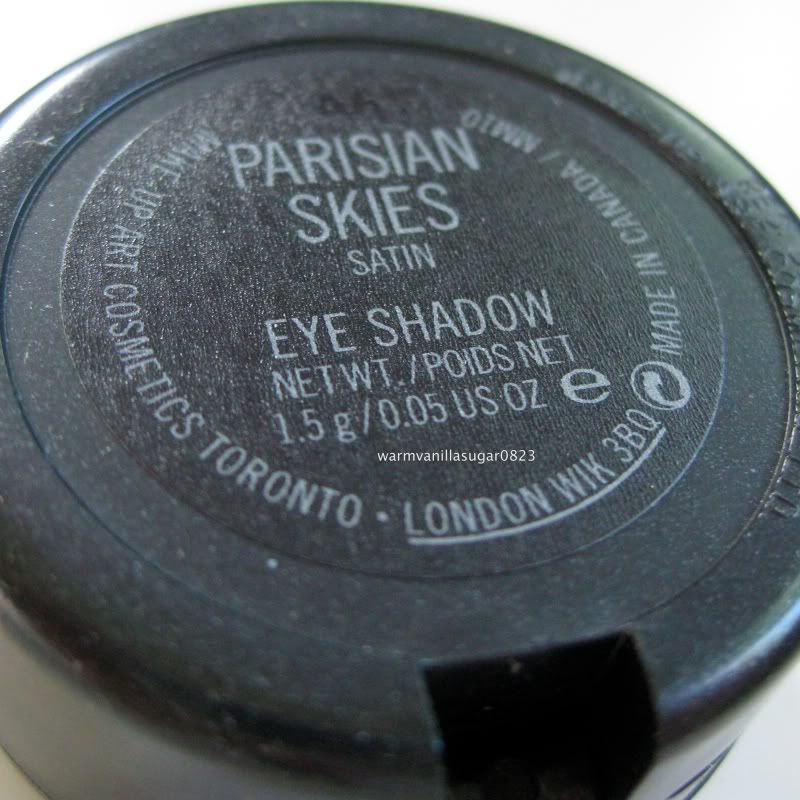 PARISIAN
SKIES
SATIN
EYE SHADOW
NET WT. / POIDS NET
1.5 g / 0.05 US OZ e
MAKE-UP ART COSMETICS TORONTO · LONDON W1K 3BQ
MADE IN CANADA / MM10
warmvanillasugar0823